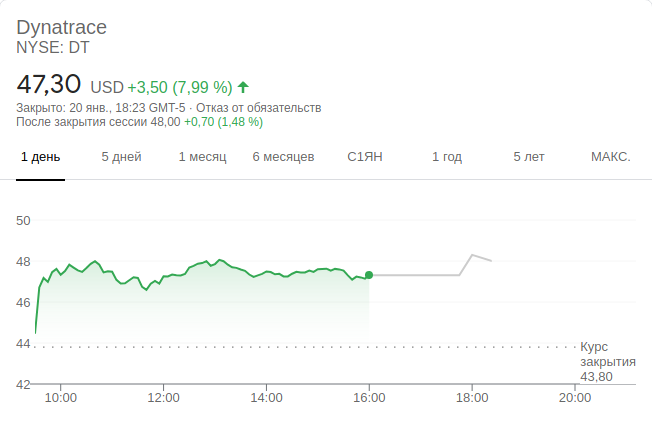 Dynatrace
NYSE: DT
47,30 USD +3,50 (7,99 %)
Закрыто: 20 янв., 18:23 GMT-5 · Отказ от обязательств
После закрытия сессии 48,00 +0,70 (1,48 %)
1 день 5 дней 1 месяц 6 месяцев С1ЯН 1 год 5 лет МАКС.
50
48
46
44
Курс
закрытия
43,80
42
10:00 12:00 14:00 16:00 18:00 20:00